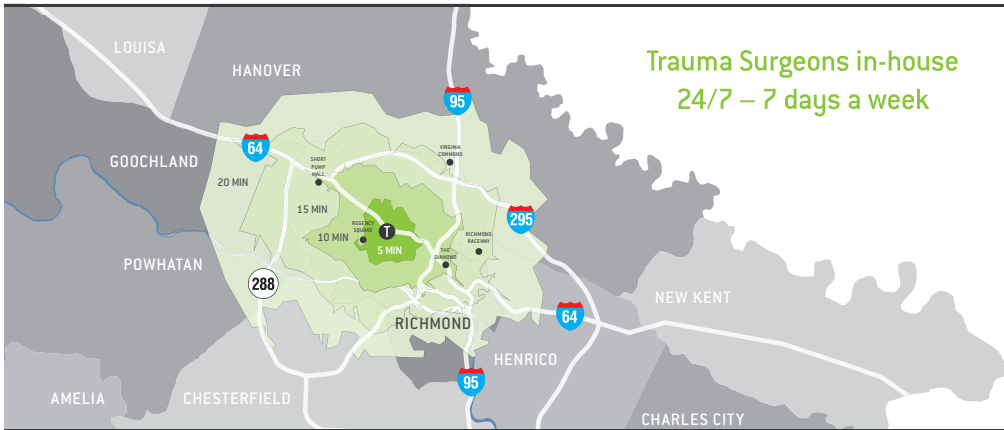 LOUISA
HANOVER
Trauma Surgeons in-house
24/7 – 7 days a week
95
64
GOOCHLAND
VIRGINIA
COMMONS
SHORT
PUMP
MALL
20 MIN
15 MIN
295
REGENCY
SQUARE
T
10 MIN
5 MIN
RICHMOND
RACEWAY
THE
DIAMOND
POWHATAN
288
NEW KENT
64
RICHMOND
HENRICO
95
AMELIA
CHESTERFIELD
CHARLES CITY